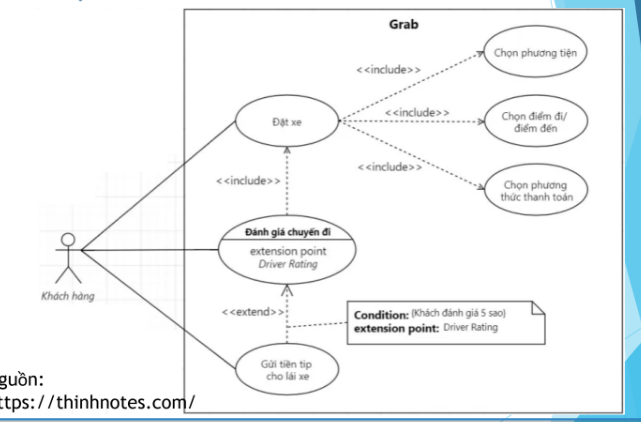 Grab
Chọn phương tiện
<<include>>
Đặt xe
<<include>>
Chọn điểm đi/
điểm đến
<<include>>
Chọn phương
thức thanh toán
<<include>>
Đánh giá chuyến đi
extension point
Driver Rating
Khách hàng
<<extend>>
Condition: (Khách đánh giá 5 sao)
extension point: Driver Rating
Gửi tiền tip
cho lái xe
guồn:
ttps://thinhnotes.com/